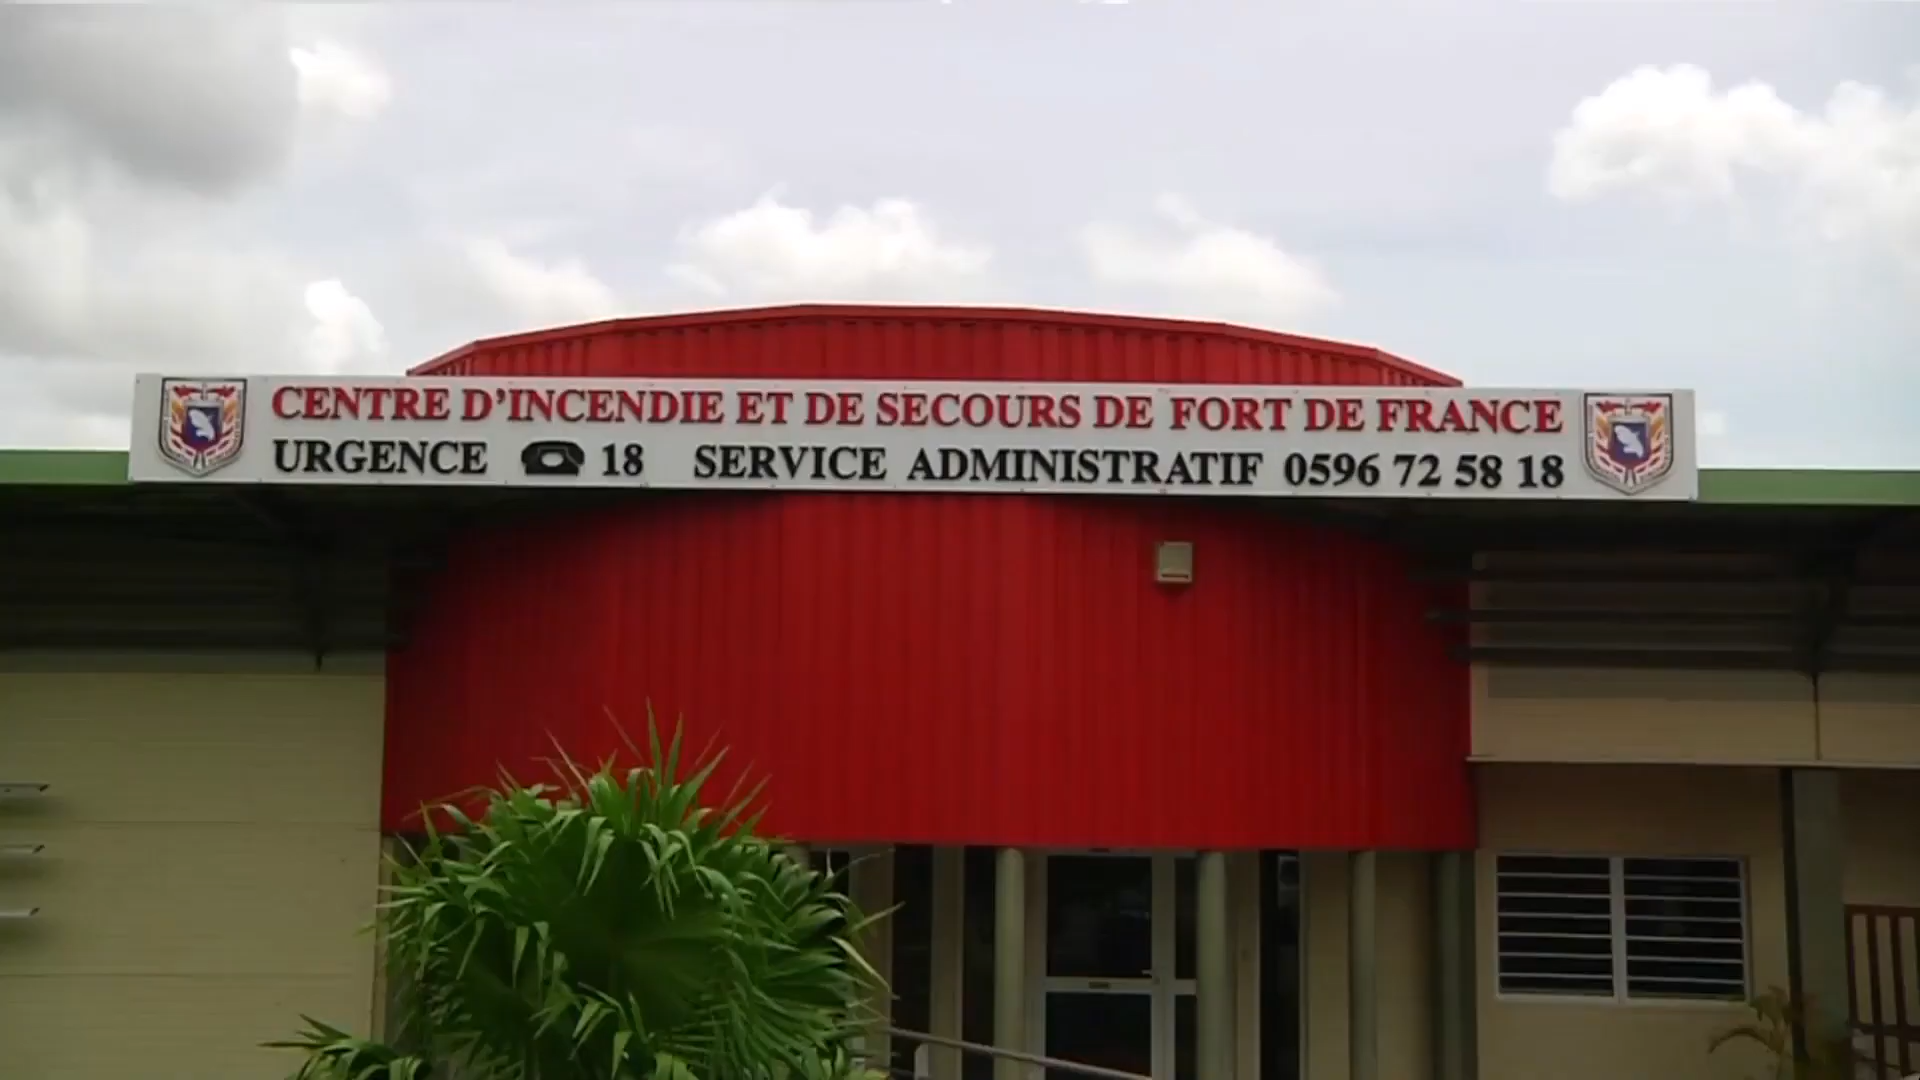 CENTRE D'INCENDIE ET DE SECOURS DE FORT DE FRANCE
URGENCE 18 SERVICE ADMINISTRATIF 0596 72 58 18